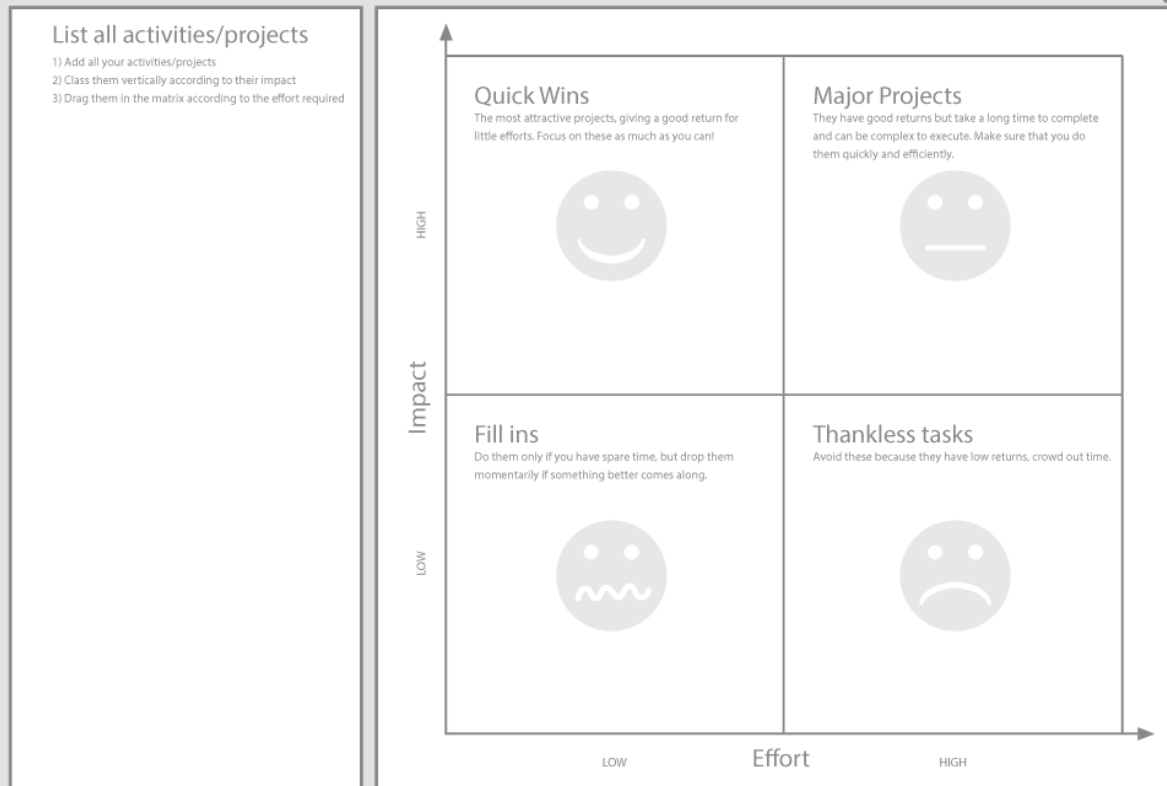 List all activities/projects
1) Add all your activities/projects
2) Class them vertically according to their impact
3) Drag them in the matrix according to the effort required
Quick Wins
The most attractive projects, giving a good return for
little efforts. Focus on these as much as you can!
Major Projects
They have good returns but take a long time to complete
and can be complex to execute. Make sure that you do
them quickly and efficiently.
HIGH
Impact
Fill ins
Do them only if you have spare time, but drop them
momentarily if something better comes along.
Thankless tasks
Avoid these because they have low returns, crowd out time.
LOW
LOW
Effort
HIGH